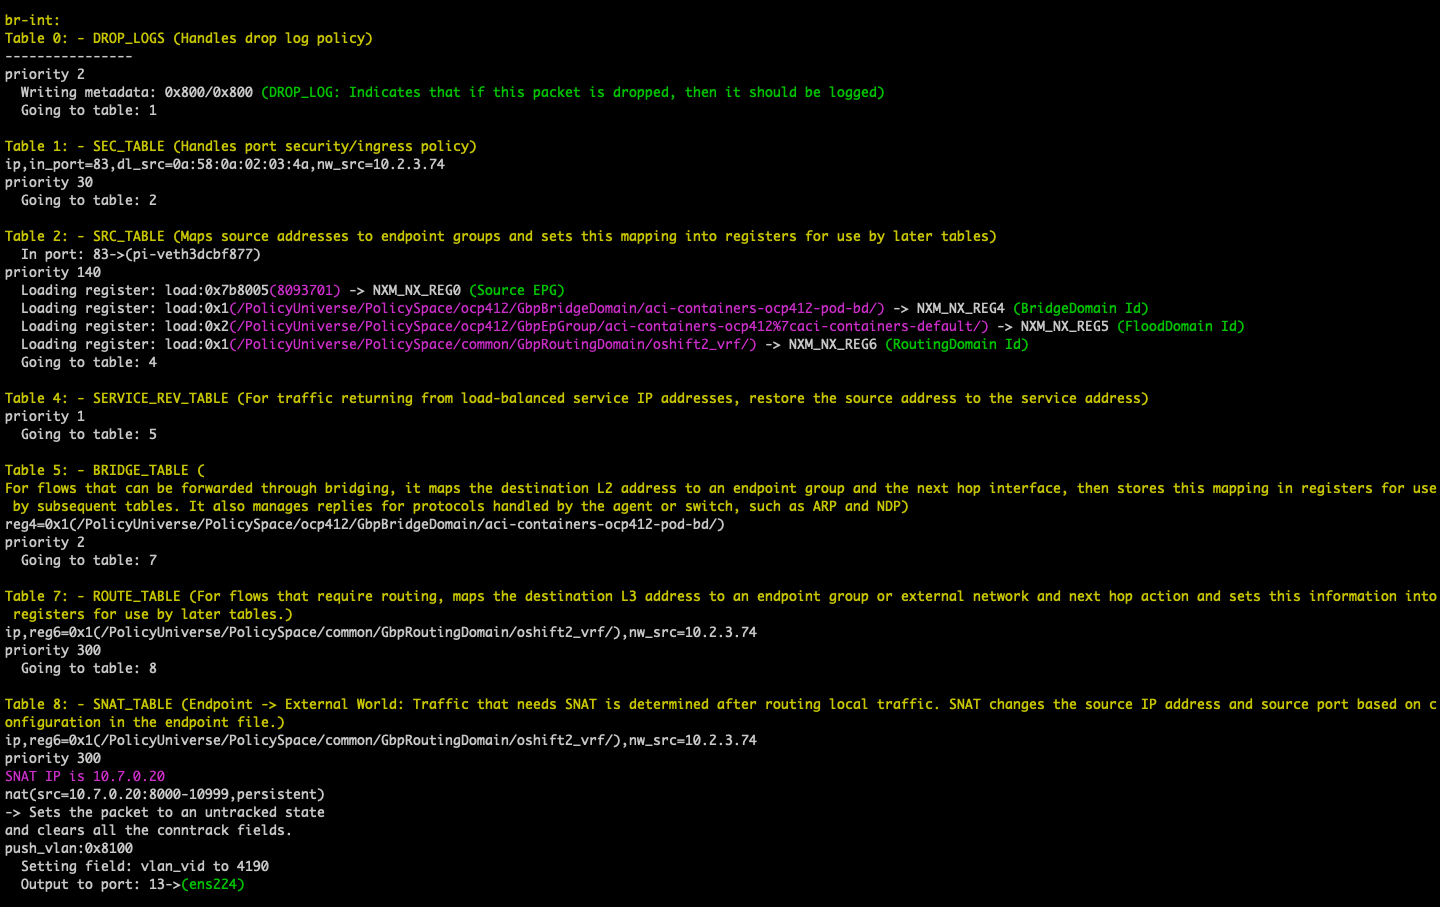 br-int:
Table 0: - DROP_LOGS (Handles drop log policy)
----------------
priority 2
  Writing metadata: 0x800/0x800 (DROP_LOG: Indicates that if this packet is dropped, then it should be logged)
  Going to table: 1

Table 1: - SEC_TABLE (Handles port security/ingress policy)
ip,in_port=83,dl_src=0a:58:0a:02:03:4a,nw_src=10.2.3.74
priority 30
  Going to table: 2

Table 2: - SRC_TABLE (Maps source addresses to endpoint groups and sets this mapping into registers for use by later tables)
  In port: 83->(pi-veth3dcbf877)
priority 140
  Loading register: load:0x7b8005(8093701) -> NXM_NX_REG0 (Source EPG)
  Loading register: load:0x1(/PolicyUniverse/PolicySpace/ocp412/GbpBridgeDomain/aci-containers-ocp412-pod-bd/) -> NXM_NX_REG4 (BridgeDomain Id)
  Loading register: load:0x2(/PolicyUniverse/PolicySpace/ocp412/GbpEpGroup/aci-containers-ocp412%7caci-containers-default/) -> NXM_NX_REG5 (FloodDomain Id)
  Loading register: load:0x1(/PolicyUniverse/PolicySpace/common/GbpRoutingDomain/oshift2_vrf/) -> NXM_NX_REG6 (RoutingDomain Id)
  Going to table: 4

Table 4: - SERVICE_REV_TABLE (For traffic returning from load-balanced service IP addresses, restore the source address to the service address)
priority 1
  Going to table: 5

Table 5: - BRIDGE_TABLE (
For flows that can be forwarded through bridging, it maps the destination L2 address to an endpoint group and the next hop interface, then stores this mapping in registers for use
 by subsequent tables. It also manages replies for protocols handled by the agent or switch, such as ARP and NDP)
reg4=0x1(/PolicyUniverse/PolicySpace/ocp412/GbpBridgeDomain/aci-containers-ocp412-pod-bd/)
priority 2
  Going to table: 7

Table 7: - ROUTE_TABLE (For flows that require routing, maps the destination L3 address to an endpoint group or external network and next hop action and sets this information into
 registers for use by later tables.)
ip,reg6=0x1(/PolicyUniverse/PolicySpace/common/GbpRoutingDomain/oshift2_vrf/),nw_src=10.2.3.74
priority 300
  Going to table: 8

Table 8: - SNAT_TABLE (Endpoint -> External World: Traffic that needs SNAT is determined after routing local traffic. SNAT changes the source IP address and source port based on c
onfiguration in the endpoint file.)
ip,reg6=0x1(/PolicyUniverse/PolicySpace/common/GbpRoutingDomain/oshift2_vrf/),nw_src=10.2.3.74
priority 300
SNAT IP is 10.7.0.20
nat(src=10.7.0.20:8000-10999,persistent)
-> Sets the packet to an untracked state
and clears all the conntrack fields.
push_vlan:0x8100
  Setting field: vlan_vid to 4190
  Output to port: 13->(ens224)